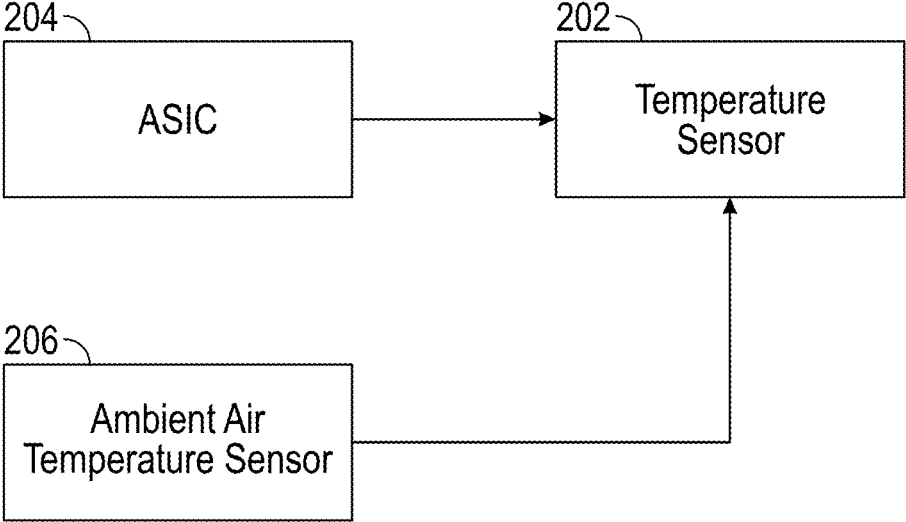 204
ASIC
202
Temperature
Sensor
206
Ambient Air
Temperature Sensor